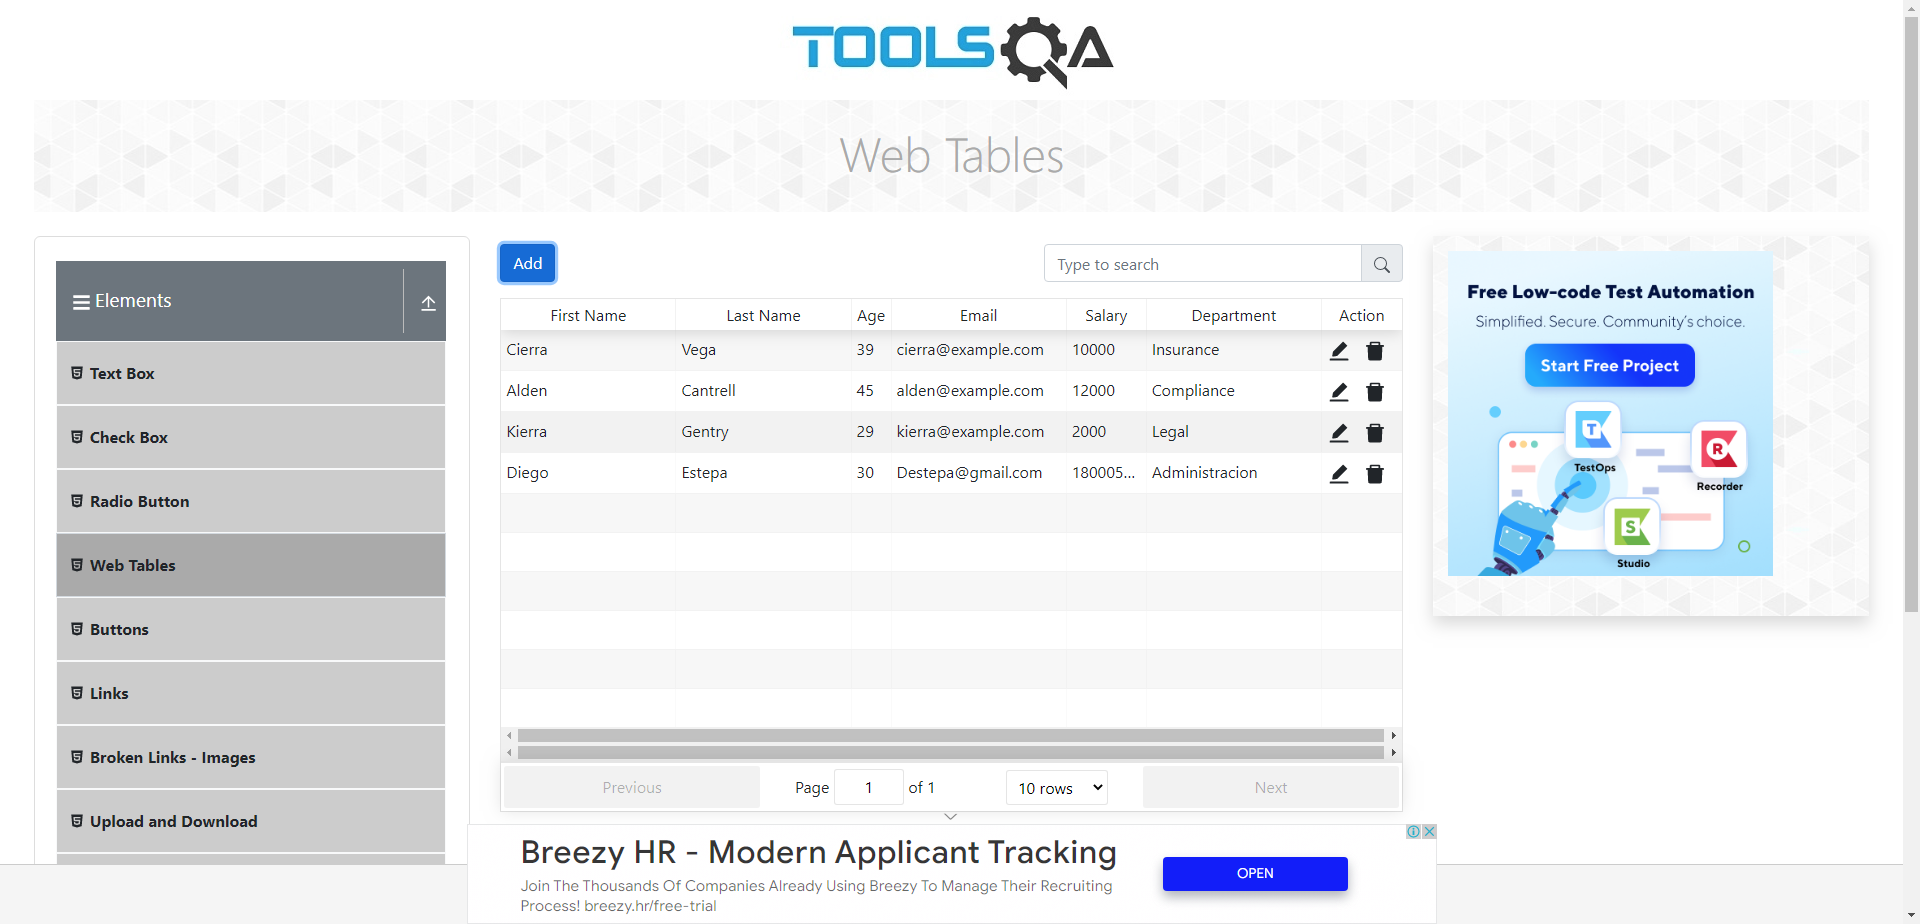 TOOLSQA
Web Tables
Elements
Text Box
Check Box
Radio Button
Web Tables
Buttons
Links
Broken Links - Images
Upload and Download
Add
Type to search
First Name Last Name Age Email Salary Department Action
Cierra Vega 39 cierra@example.com 10000 Insurance
Alden Cantrell 45 alden@example.com 12000 Compliance
Kierra Gentry 29 kierra@example.com 2000 Legal
Diego Estepa 30 Destepa@gmail.com 180005... Administracion
Previous Page 1 of 1 10 rows Next
Free Low-code Test Automation
Simplified. Secure. Community's choice.
Start Free Project
T
TestOps
R
Recorder
S
Studio
Breezy HR - Modern Applicant Tracking
Join The Thousands Of Companies Already Using Breezy To Manage Their Recruiting
Process! breezy.hr/free-trial
OPEN